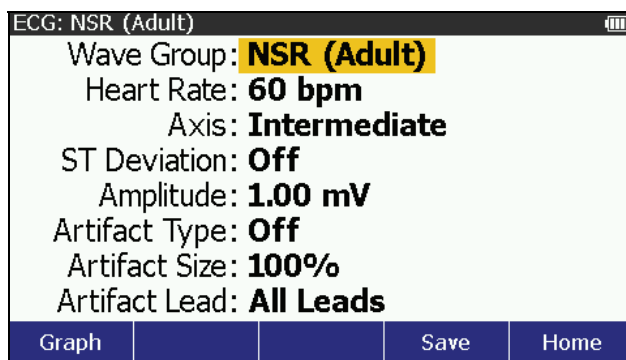 ECG: NSR (Adult)
Wave Group: NSR (Adult)
Heart Rate: 60 bpm
Axis: Intermediate
ST Deviation: Off
Amplitude: 1.00 mV
Artifact Type: Off
Artifact Size: 100%
Artifact Lead: All Leads
Graph Save Home